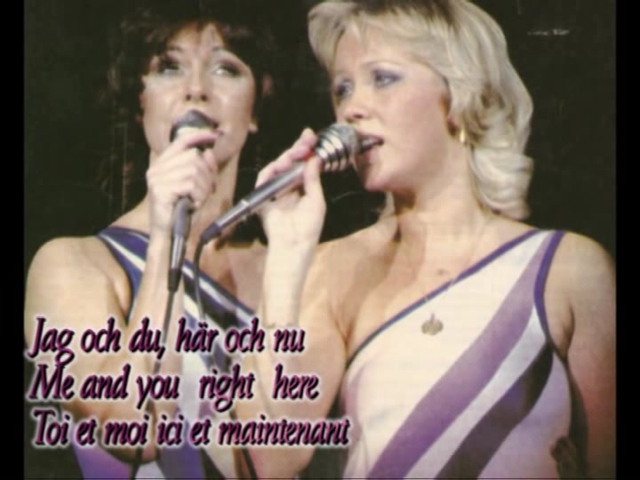 Jag och du, här och nu
Me and you right here
Toi et moi ici et maintenant